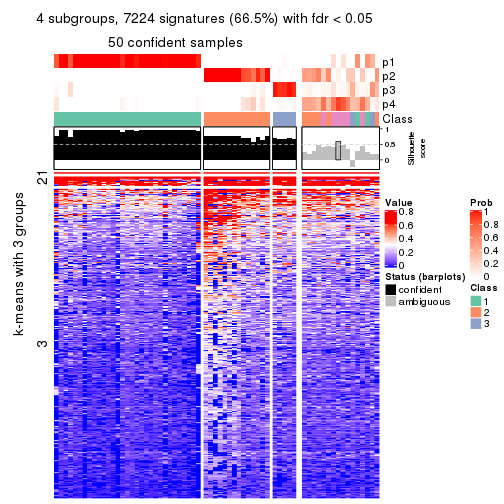 4 subgroups, 7224 signatures (66.5%) with fdr < 0.05
50 confident samples
p1
p2
p3
p4
Class
1
0.5
0
Silhouette
score
21
3
k-means with 3 groups
Value
0.8
0.6
0.4
0.2
0
Status (barplots)
confident
ambiguous
Prob
1
0.8
0.6
0.4
0.2
0
Class
1
2
3